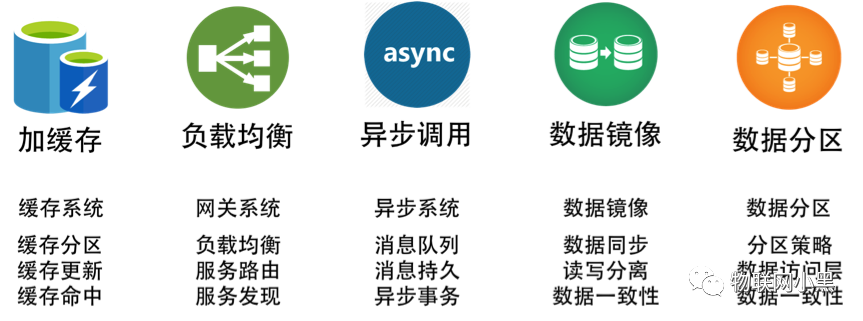 async
加缓存 负载均衡 异步调用 数据镜像 数据分区
缓存系统 网关系统 异步系统 数据镜像 数据分区
缓存分区 负载均衡 消息队列 数据同步 分区策略
缓存更新 服务路由 消息持久 读写分离 数据访问层
缓存命中 服务发现 异步事务 数据一致性 数据一致性
物联网小黑